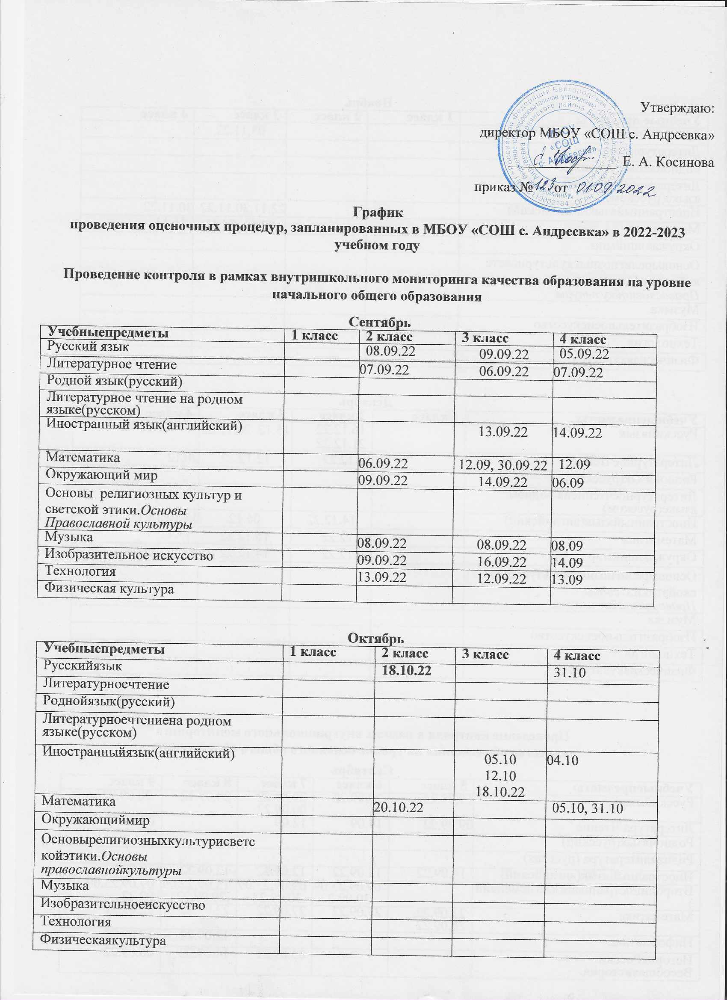 Утверждаю:
директор МБОУ «СОШ с. Андреевка»
Е. А. Косинова
приказ № 123 от 01.09.2022
МБОУ
«СОШ
с. Андреевка»
График
проведения оценочных процедур, запланированных в МБОУ «СОШ с. Андреевка» в 2022-2023
учебном году
Проведение контроля в рамках внутришкольного мониторинга качества образования на уровне
начального общего образования
Сентябрь
Учебныепредметы 1 класс 2 класс 3 класс 4 класс
Русский язык 08.09.22 09.09.22 05.09.22
Литературное чтение 07.09.22 06.09.22 07.09.22
Родной язык(русский)
Литературное чтение на родном
языке(русском)
Иностранный язык(английский) 13.09.22 14.09.22
Математика 06.09.22 12.09, 30.09.22 12.09
Окружающий мир 09.09.22 14.09.22 06.09
Основы религиозных культур и
светской этики.Основы
Православной культуры
Музыка 08.09.22 08.09.22 08.09
Изобразительное искусство 09.09.22 16.09.22 14.09
Технология 13.09.22 12.09.22 13.09
Физическая культура
Октябрь
Учебныепредметы 1 класс 2 класс 3 класс 4 класс
Русскийязык 18.10.22 31.10
Литературноечтение
Роднойязык(русский)
Литературноечтениена родном
языке(русском)
Иностранныйязык(английский) 05.10 04.10
12.10
18.10.22
Математика 20.10.22 05.10, 31.10
Окружающиймир
Основырелигиозныхкультурисветс
койэтики.Основы
православнойкультуры
Музыка
Изобразительноеискусство
Технология
Физическаякультура